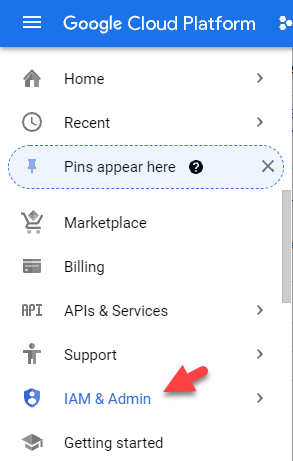 Google Cloud Platform
Home
Recent
Pins appear here ?
Marketplace
Billing
API APIs & Services
Support
IAM & Admin
Getting started